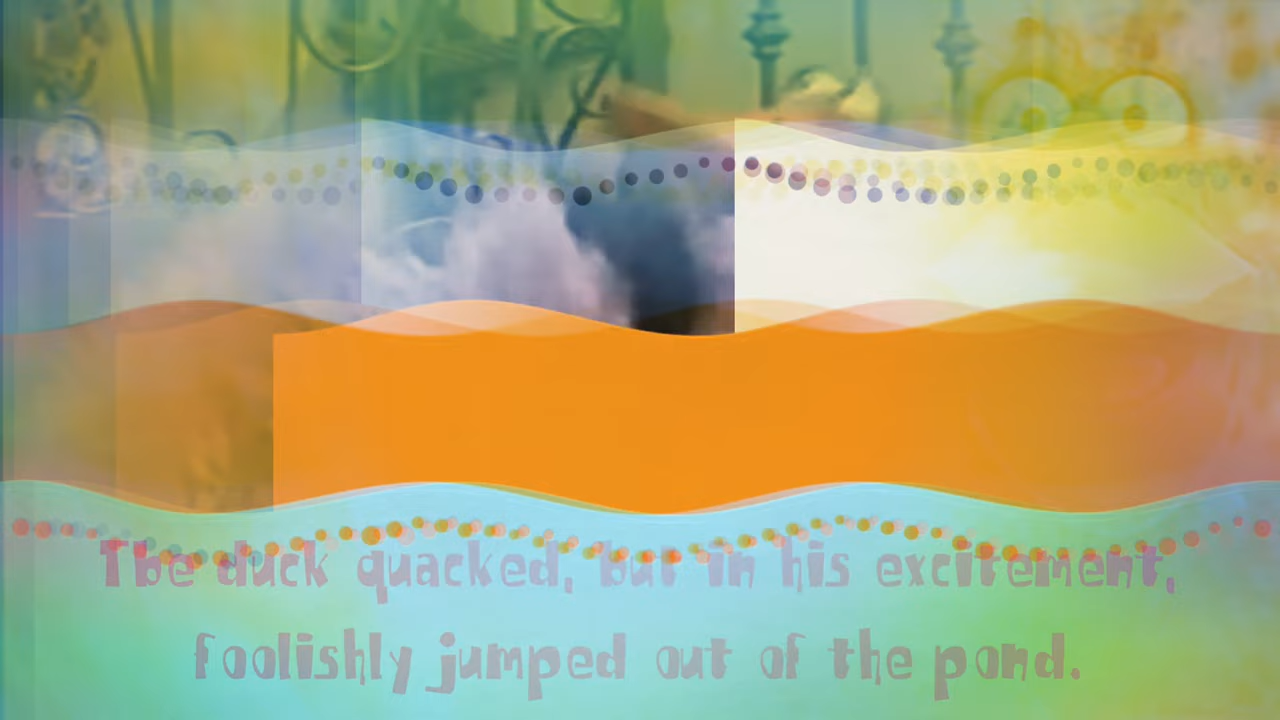 The duck quacked, but in his excitement,
foolishly jumped out of the pond.